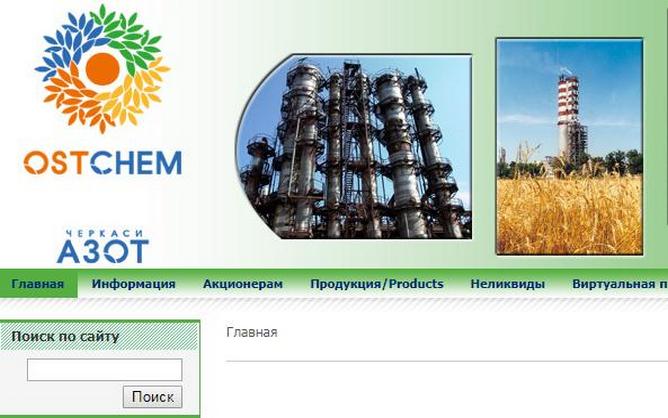 OSTCHEM
ЧЕРКАСИ
АЗОТ
Главная Информация Акционерам Продукция/Products Неликвиды Виртуальная п
Поиск по сайту
Главная
Поиск